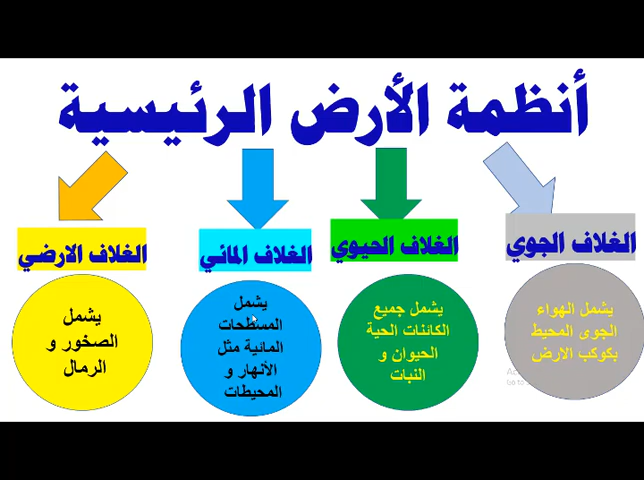 أنظمة الأرض الرئيسية
الغلاف الجوي
الغلاف الحيوي
الغلاف المائي
الغلاف الارضي
يشمل الهواء
الجوى المحيط
بكوكب الارض
يشمل جميع
الكائنات الحية
الحيوان و
النبات
يشمل
المسطحات
المائية مثل
الأنهار و
المحيطات
يشمل
الصخور و
الرمال